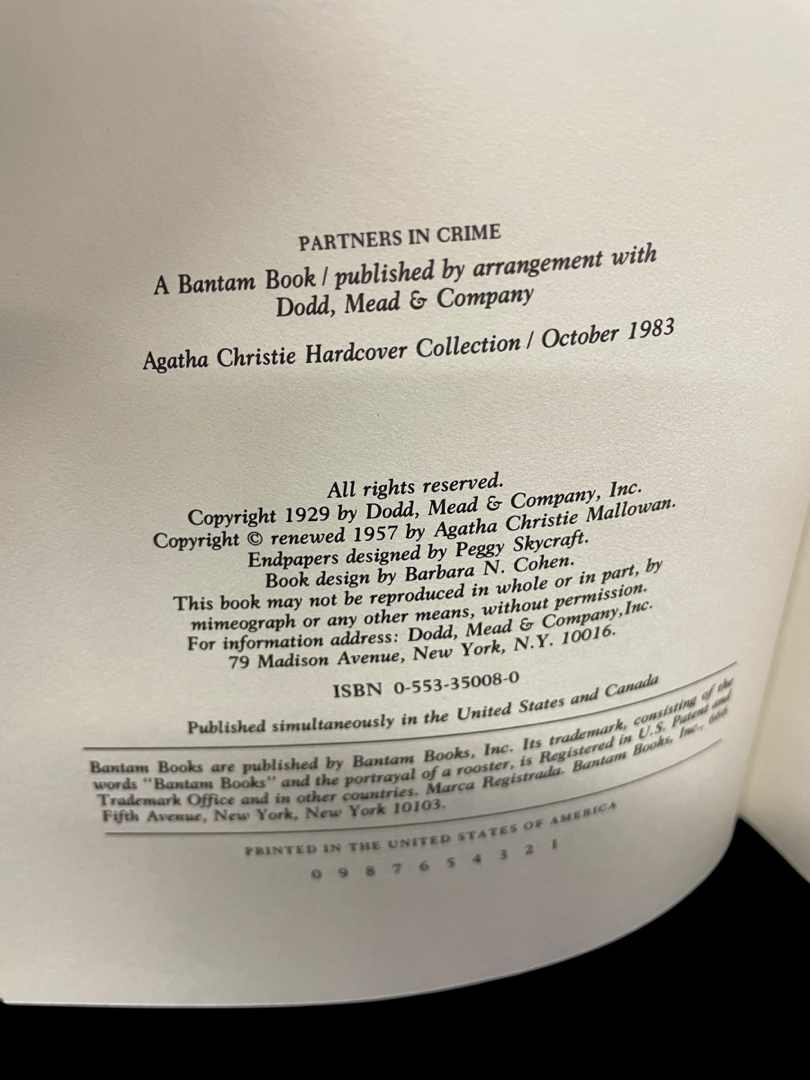 PARTNERS IN CRIME
A Bantam Book / published by arrangement with
Dodd, Mead & Company
Agatha Christie Hardcover Collection / October 1983
All rights reserved.
Copyright 1929 by Dodd, Mead & Company, Inc.
Copyright © renewed 1957 by Agatha Christie Mallowan.
Endpapers designed by Peggy Skycraft.
Book design by Barbara N. Cohen.
This book may not be reproduced in whole or in part, by
mimeograph or any other means, without permission.
For information address: Dodd, Mead & Company,Inc.
79 Madison Avenue, New York, N.Y. 10016.
ISBN 0-553-35008-0
Published simultaneously in the United States and Canada
Bantam Books are published by Bantam Books, Inc. Its trademark, consisting of the
words "Bantam Books" and the portrayal of a rooster, is Registered in U.S. Patent and
Trademark Office and in other countries. Marca Registrada. Bantam Books, Inc., 666
Fifth Avenue, New York, New York 10103.
PRINTED IN THE UNITED STATES OF AMERICA
0 9 8 7 6 5 4 3 2 1